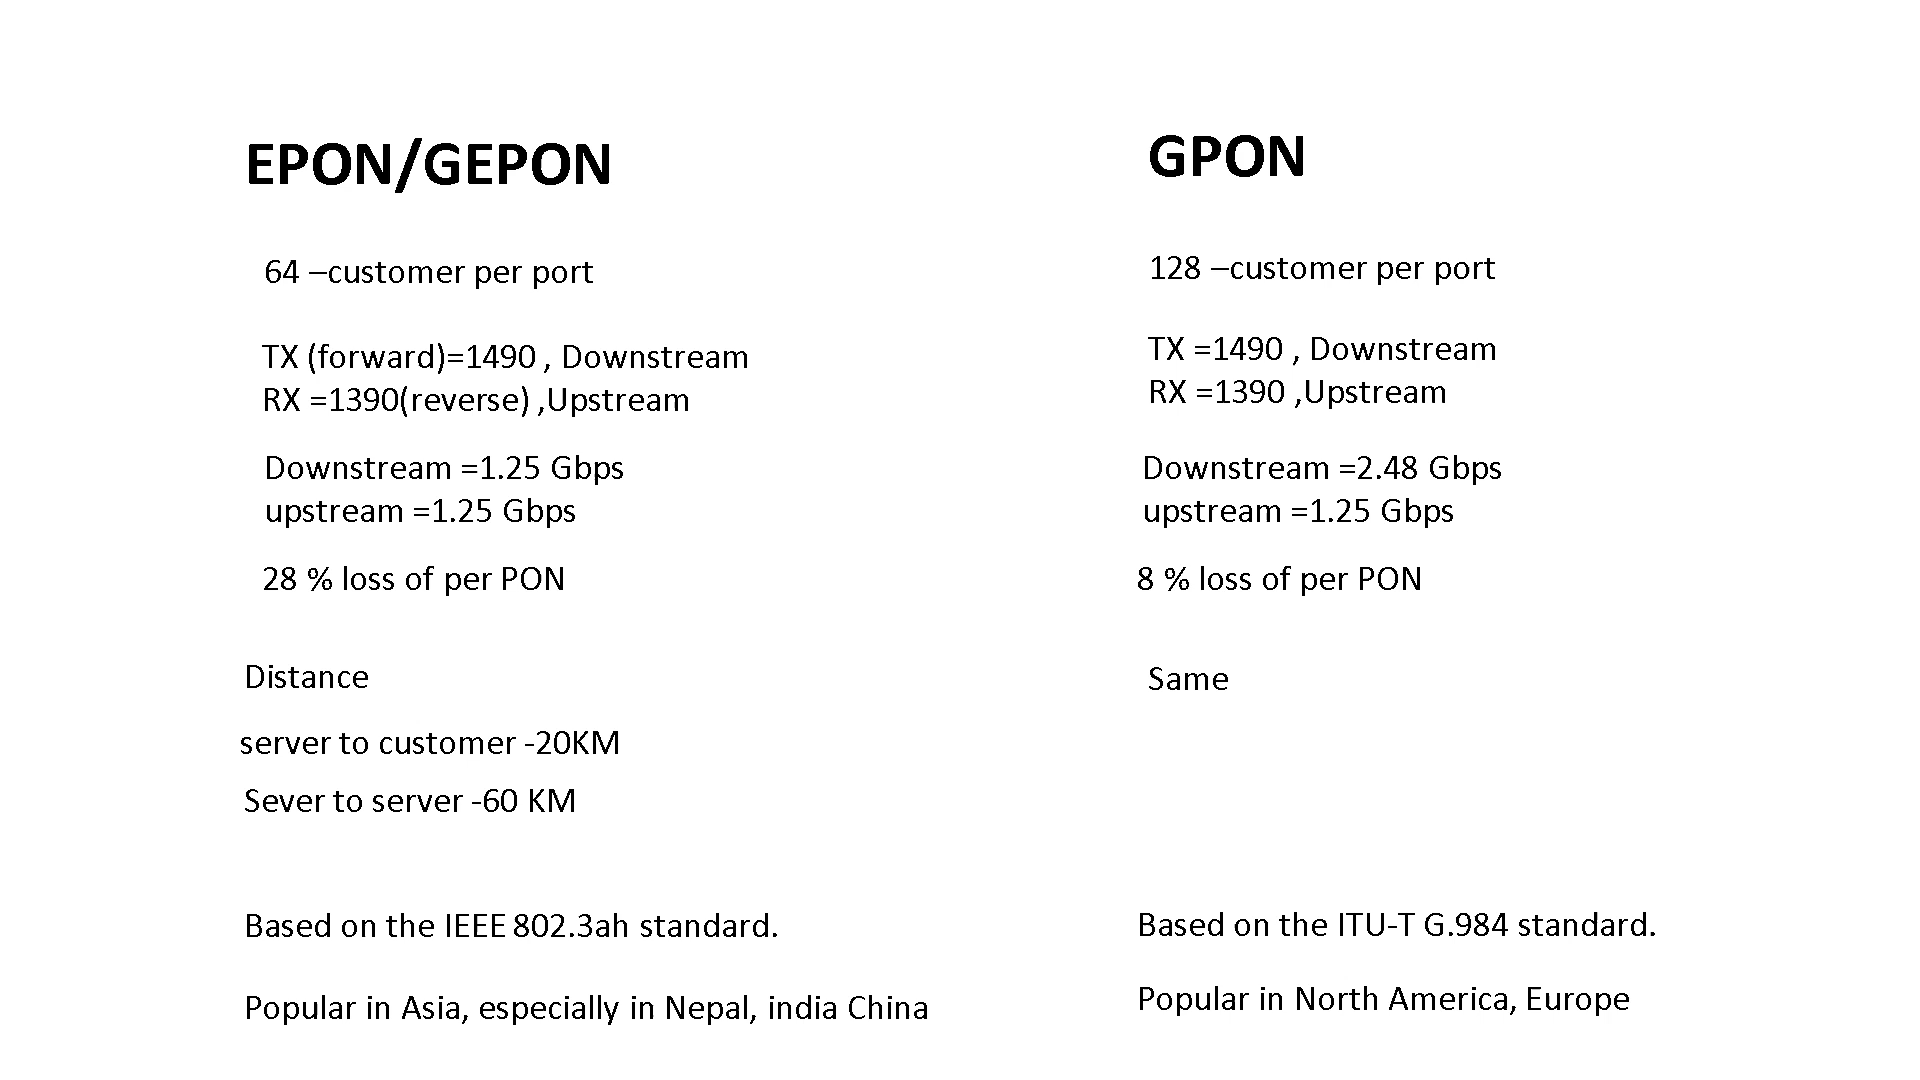 EPON/GEPON
64 –customer per port
TX (forward)=1490 , Downstream
RX =1390(reverse) ,Upstream
Downstream =1.25 Gbps
upstream =1.25 Gbps
28 % loss of per PON
Distance
server to customer -20KM
Sever to server -60 KM
Based on the IEEE 802.3ah standard.
Popular in Asia, especially in Nepal, india China
GPON
128 –customer per port
TX =1490 , Downstream
RX =1390 ,Upstream
Downstream =2.48 Gbps
upstream =1.25 Gbps
8 % loss of per PON
Same
Based on the ITU-T G.984 standard.
Popular in North America, Europe